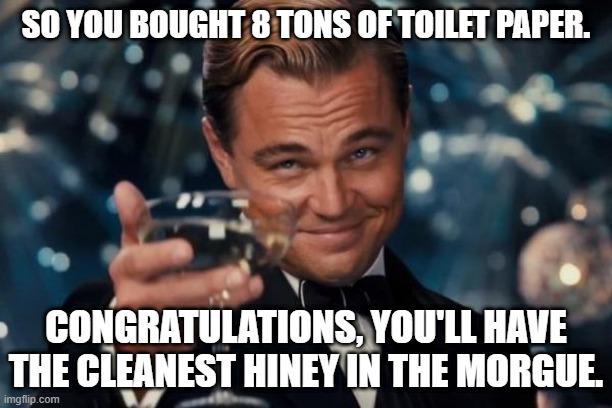 SO YOU BOUGHT 8 TONS OF TOILET PAPER.
CONGRATULATIONS, YOU'LL HAVE
THE CLEANEST HINEY IN THE MORGUE.
imgflip.com